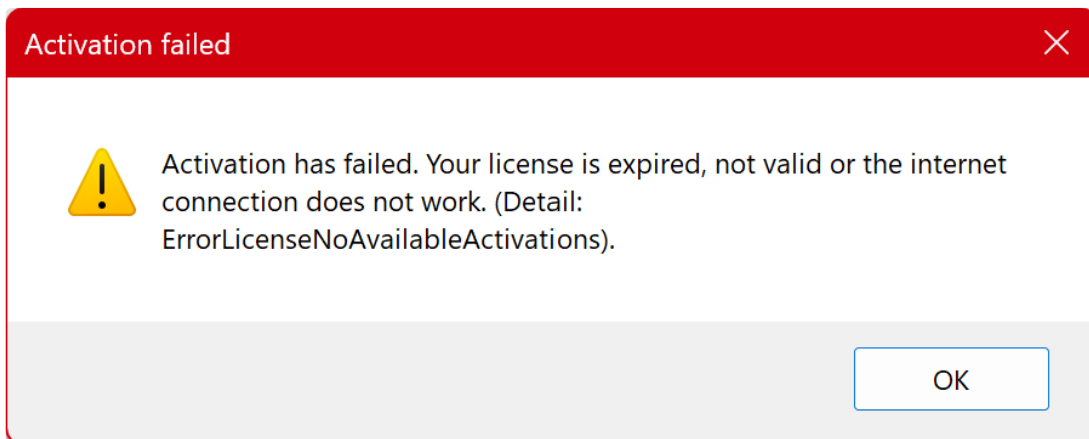 Activation failed
Activation has failed. Your license is expired, not valid or the internet
connection does not work. (Detail:
ErrorLicenseNoAvailableActivations).
OK